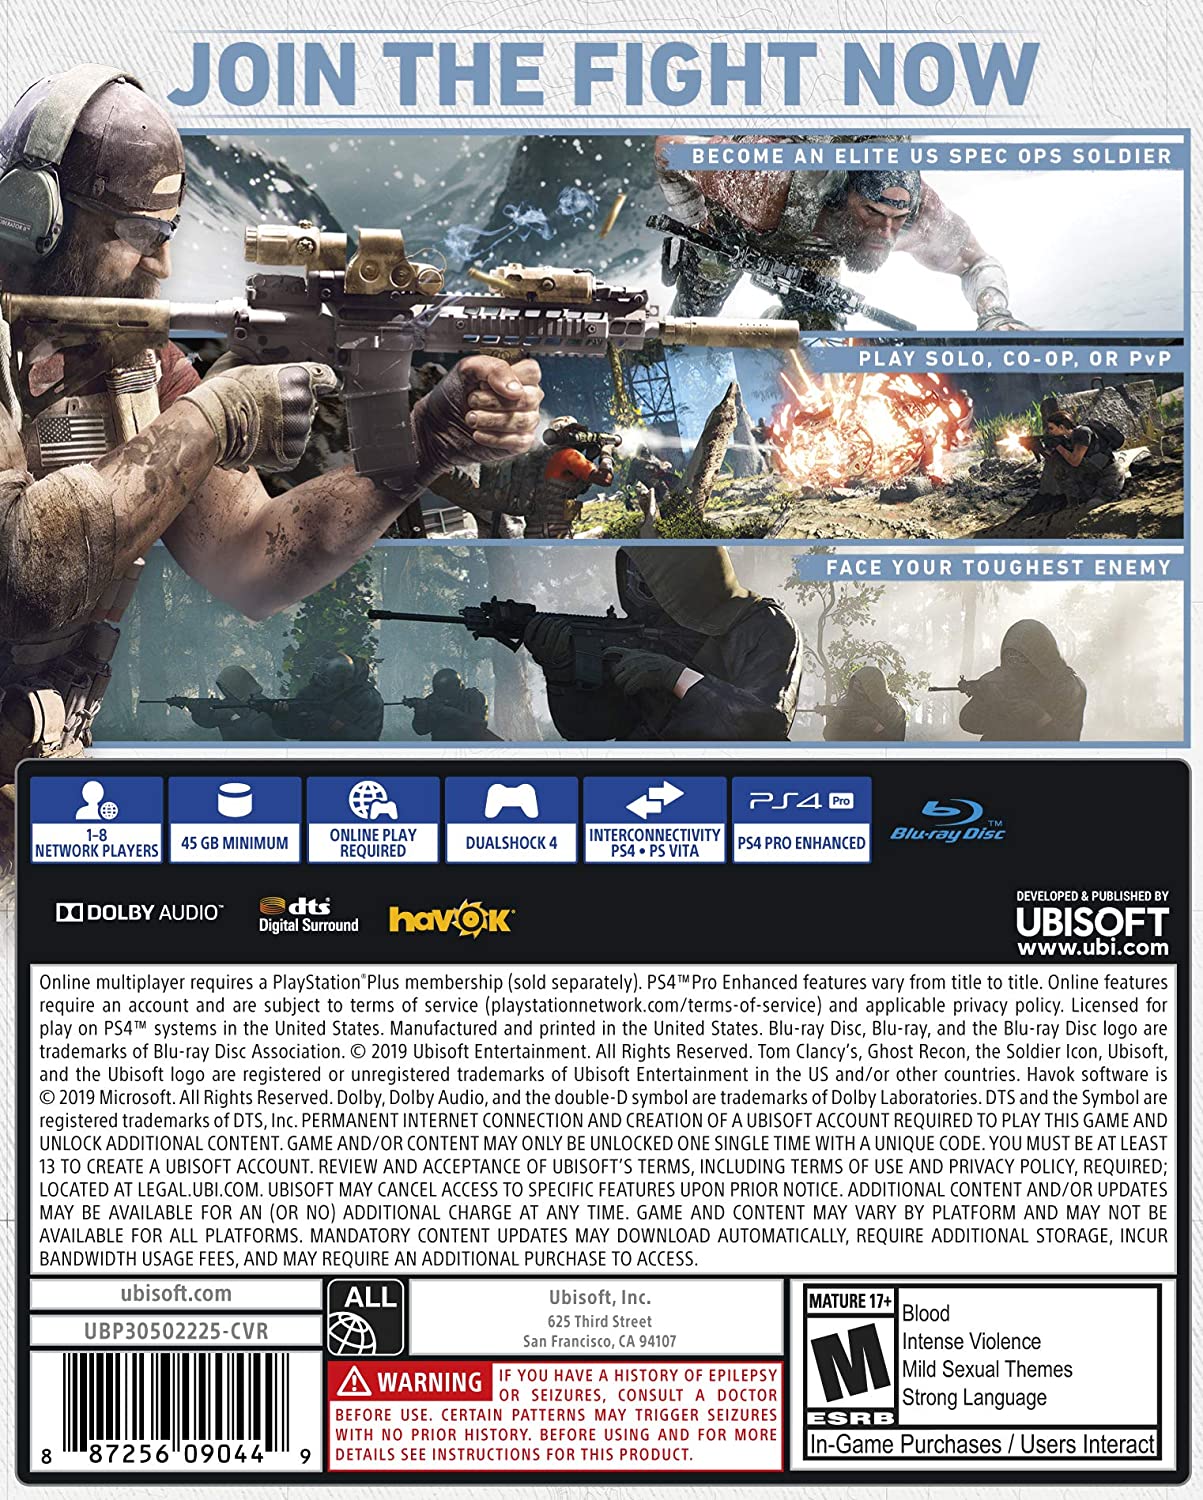 JOIN THE FIGHT NOW
BECOME AN ELITE US SPEC OPS SOLDIER
PLAY SOLO, CO-OP, OR PvP
FACE YOUR TOUGHEST ENEMY
1-8
NETWORK PLAYERS
45 GB MINIMUM
ONLINE PLAY
REQUIRED
DUALSHOCK 4
INTERCONNECTIVITY
PS4 • PS VITA
PS4 Pro
PS4 PRO ENHANCED
Blu-ray Disc™
DOLBY AUDIO™
dts
Digital Surround
havok
DEVELOPED & PUBLISHED BY
UBISOFT
www.ubi.com
Online multiplayer requires a PlayStation®Plus membership (sold separately). PS4™Pro Enhanced features vary from title to title. Online features
require an account and are subject to terms of service (playstationnetwork.com/terms-of-service) and applicable privacy policy. Licensed for
play on PS4™ systems in the United States. Manufactured and printed in the United States. Blu-ray Disc, Blu-ray, and the Blu-ray Disc logo are
trademarks of Blu-ray Disc Association. © 2019 Ubisoft Entertainment. All Rights Reserved. Tom Clancy's, Ghost Recon, the Soldier Icon, Ubisoft,
and the Ubisoft logo are registered or unregistered trademarks of Ubisoft Entertainment in the US and/or other countries. Havok software is
© 2019 Microsoft. All Rights Reserved. Dolby, Dolby Audio, and the double-D symbol are trademarks of Dolby Laboratories. DTS and the Symbol are
registered trademarks of DTS, Inc. PERMANENT INTERNET CONNECTION AND CREATION OF A UBISOFT ACCOUNT REQUIRED TO PLAY THIS GAME AND
UNLOCK ADDITIONAL CONTENT. GAME AND/OR CONTENT MAY ONLY BE UNLOCKED ONE SINGLE TIME WITH A UNIQUE CODE. YOU MUST BE AT LEAST
13 TO CREATE A UBISOFT ACCOUNT. REVIEW AND ACCEPTANCE OF UBISOFT'S TERMS, INCLUDING TERMS OF USE AND PRIVACY POLICY, REQUIRED;
LOCATED AT LEGAL.UBI.COM. UBISOFT MAY CANCEL ACCESS TO SPECIFIC FEATURES UPON PRIOR NOTICE. ADDITIONAL CONTENT AND/OR UPDATES
MAY BE AVAILABLE FOR AN (OR NO) ADDITIONAL CHARGE AT ANY TIME. GAME AND CONTENT MAY VARY BY PLATFORM AND MAY NOT BE
AVAILABLE FOR ALL PLATFORMS. MANDATORY CONTENT UPDATES MAY DOWNLOAD AUTOMATICALLY, REQUIRE ADDITIONAL STORAGE, INCUR
BANDWIDTH USAGE FEES, AND MAY REQUIRE AN ADDITIONAL PURCHASE TO ACCESS.
ubisoft.com
UBP30502225-CVR
8 87256 09044 9
ALL
Ubisoft, Inc.
625 Third Street
San Francisco, CA 94107
WARNING IF YOU HAVE A HISTORY OF EPILEPSY
OR SEIZURES, CONSULT A DOCTOR
BEFORE USE. CERTAIN PATTERNS MAY TRIGGER SEIZURES
WITH NO PRIOR HISTORY. BEFORE USING AND FOR MORE
DETAILS SEE INSTRUCTIONS FOR THIS PRODUCT.
MATURE 17+
M
ESRB
Blood
Intense Violence
Mild Sexual Themes
Strong Language
In-Game Purchases / Users Interact